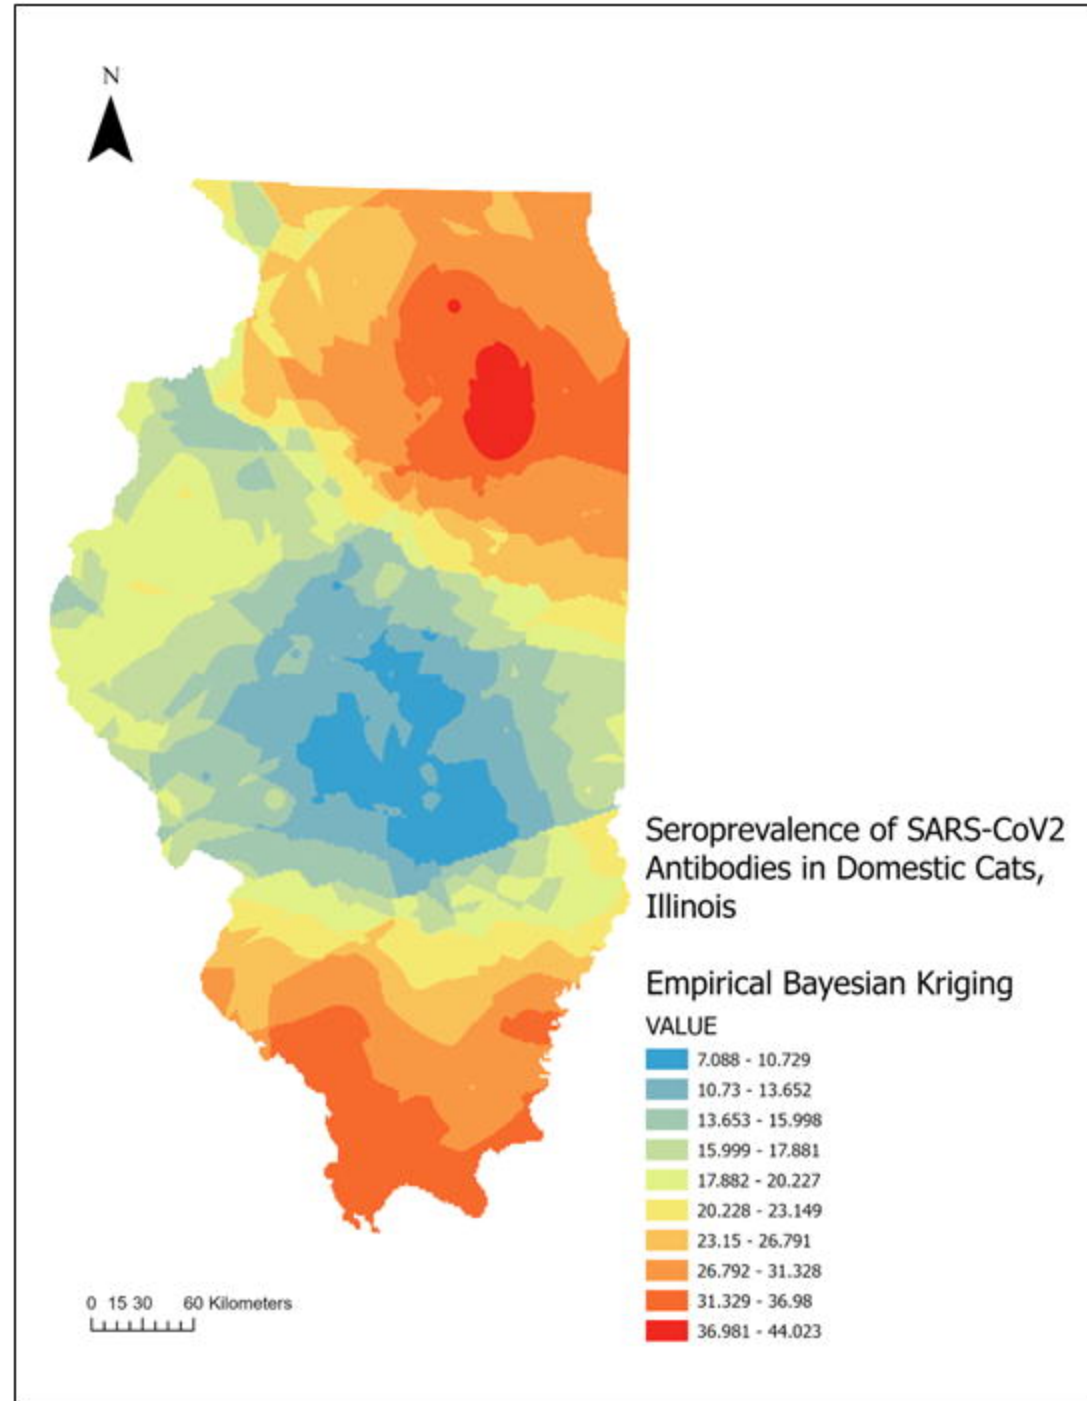 N
Seroprevalence of SARS-CoV2
Antibodies in Domestic Cats,
Illinois
Empirical Bayesian Kriging
VALUE
7.088 - 10.729
10.73 - 13.652
13.653 - 15.998
15.999 - 17.881
17.882 - 20.227
20.228 - 23.149
23.15 - 26.791
26.792 - 31.328
31.329 - 36.98
36.981 - 44.023
0 15 30 60 Kilometers